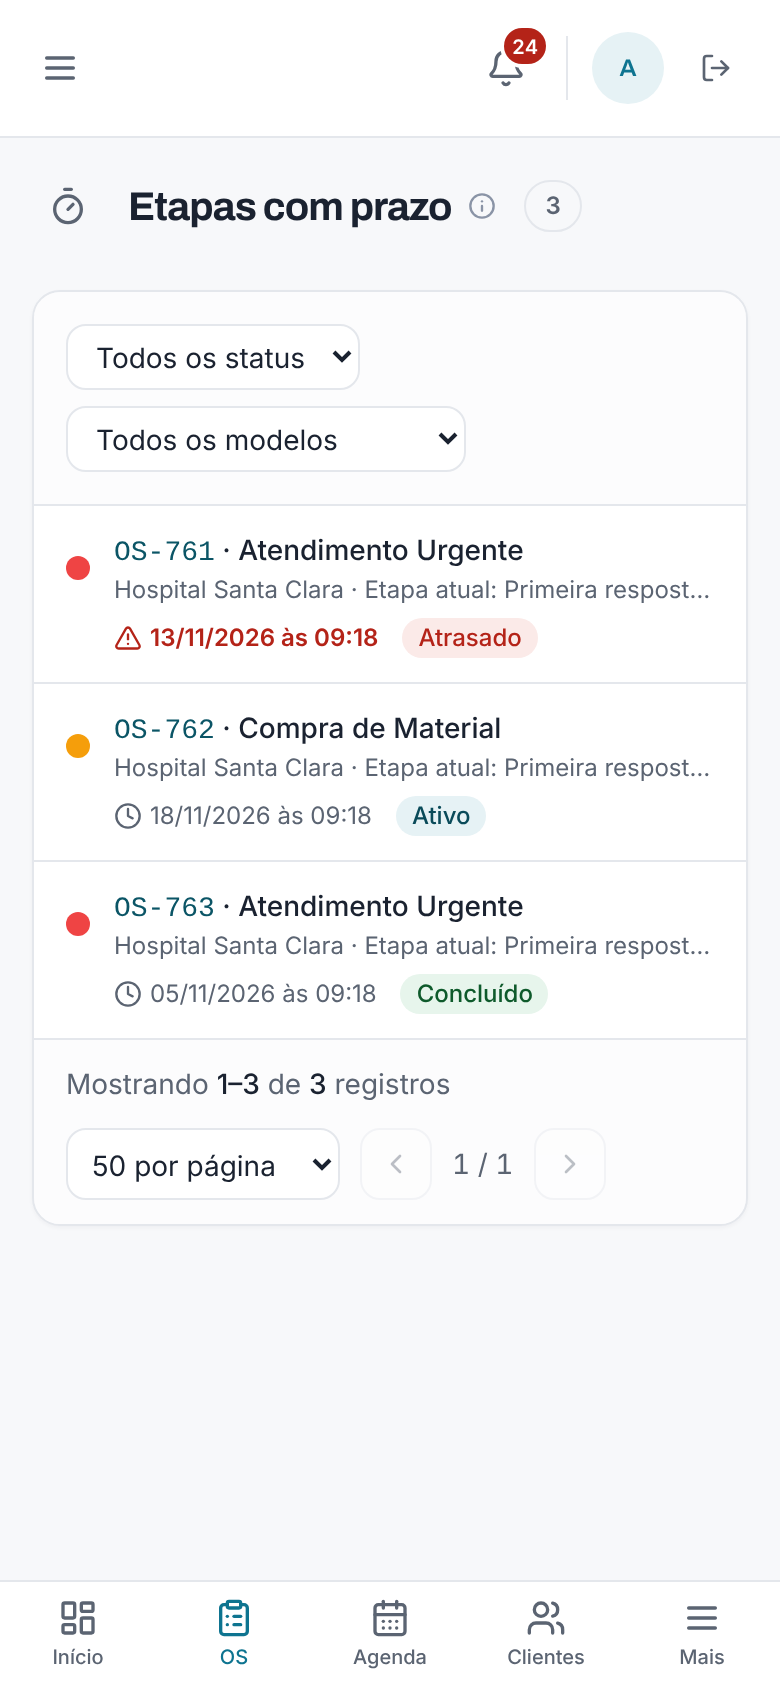 24
A
Etapas com prazo
3
Todos os status
Todos os modelos
OS-761 · Atendimento Urgente
Hospital Santa Clara · Etapa atual: Primeira respost...
13/11/2026 às 09:18 Atrasado
OS-762 · Compra de Material
Hospital Santa Clara · Etapa atual: Primeira respost...
18/11/2026 às 09:18 Ativo
OS-763 · Atendimento Urgente
Hospital Santa Clara · Etapa atual: Primeira respost...
05/11/2026 às 09:18 Concluído
Mostrando 1–3 de 3 registros
50 por página 1 / 1
Início OS Agenda Clientes Mais